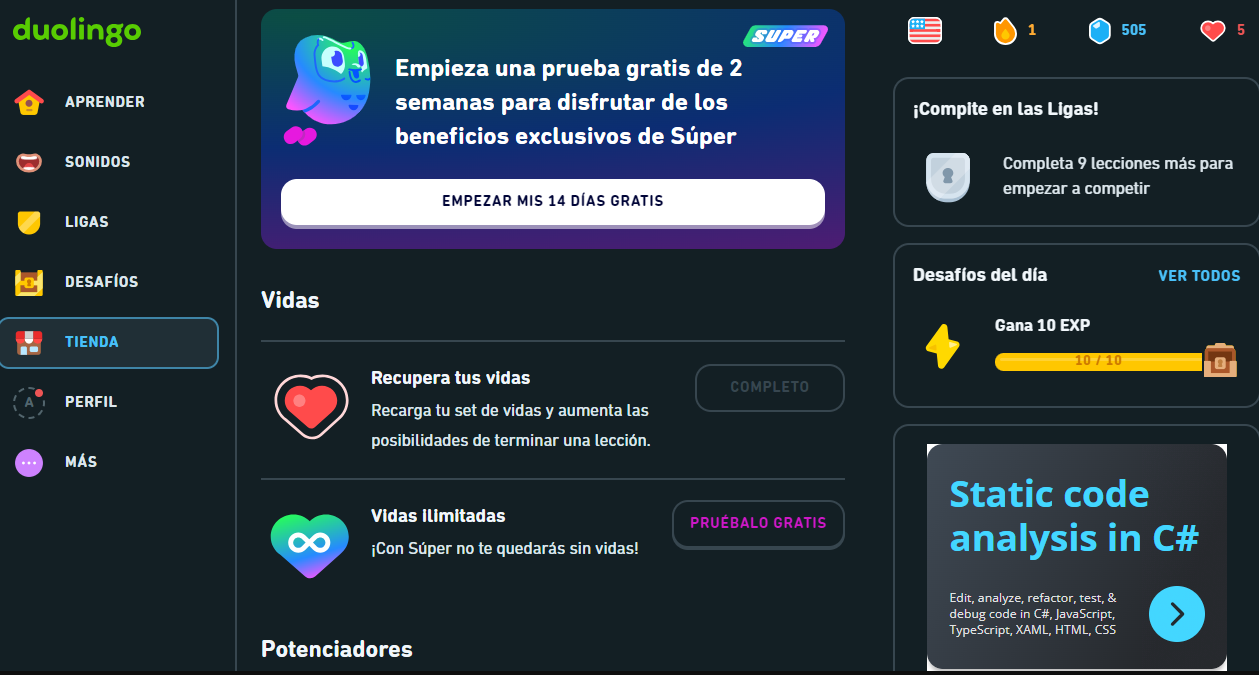 duolingo
APRENDER
SONIDOS
LIGAS
DESAFÍOS
TIENDA
A
PERFIL
MÁS
SUPER
Empieza una prueba gratis de 2
semanas para disfrutar de los
beneficios exclusivos de Súper
EMPEZAR MIS 14 DÍAS GRATIS
Vidas
Recupera tus vidas
Recarga tu set de vidas y aumenta las
posibilidades de terminar una lección.
COMPLETO
Vidas ilimitadas
¡Con Súper no te quedarás sin vidas!
PRUÉBALO GRATIS
Potenciadores
1
505
5
¡Compite en las Ligas!
Completa 9 lecciones más para
empezar a competir
Desafíos del día
VER TODOS
Gana 10 EXP
10 / 10
Static code
analysis in C#
Edit, analyze, refactor, test, &
debug code in C#, JavaScript,
TypeScript, XAML, HTML, CSS